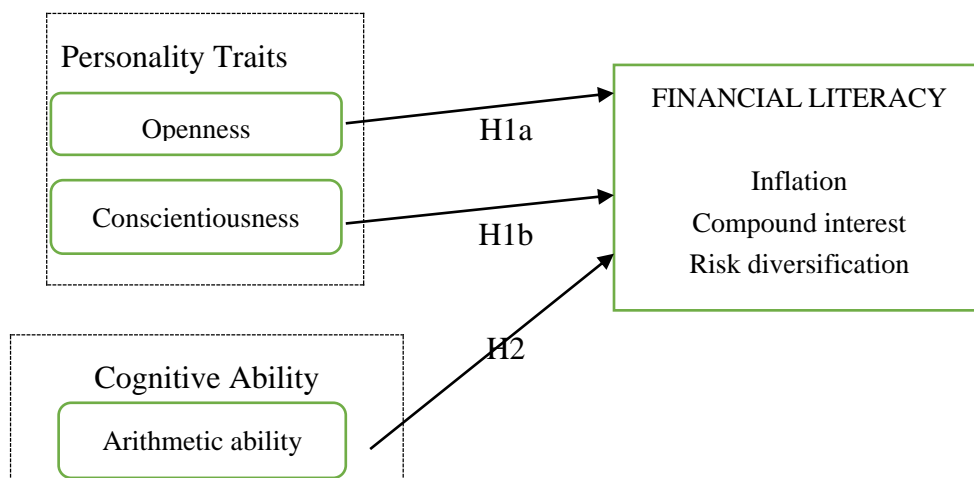 Personality Traits
Openness
Conscientiousness
H1a
H1b
FINANCIAL LITERACY
Inflation
Compound interest
Risk diversification
H2
Cognitive Ability
Arithmetic ability